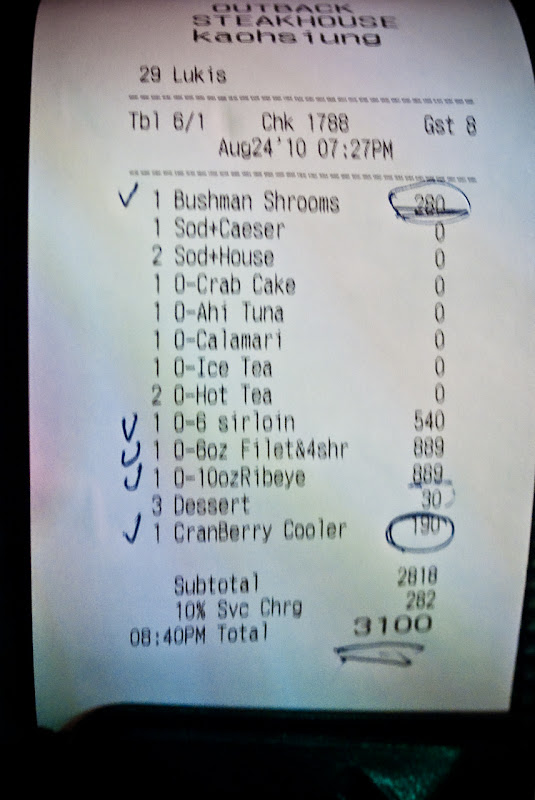 OUTBACK
STEAKHOUSE
kaohsiung
29 Lukis
Tbl 6/1 Chk 1788 Gst 8
Aug24'10 07:27PM
1 Bushman Shrooms 280
1 Sod+Caeser 0
2 Sod+House 0
1 O-Crab Cake 0
1 O-Ahi Tuna 0
1 O-Calamari 0
1 O-Ice Tea 0
2 O-Hot Tea 0
1 O-6 sirloin 540
1 O-6oz Filet&4shr 889
1 O-10ozRibeye 889
3 Dessert 30
1 CranBerry Cooler 190
Subtotal 2818
10% Svc Chrg 282
08:40PM Total 3100